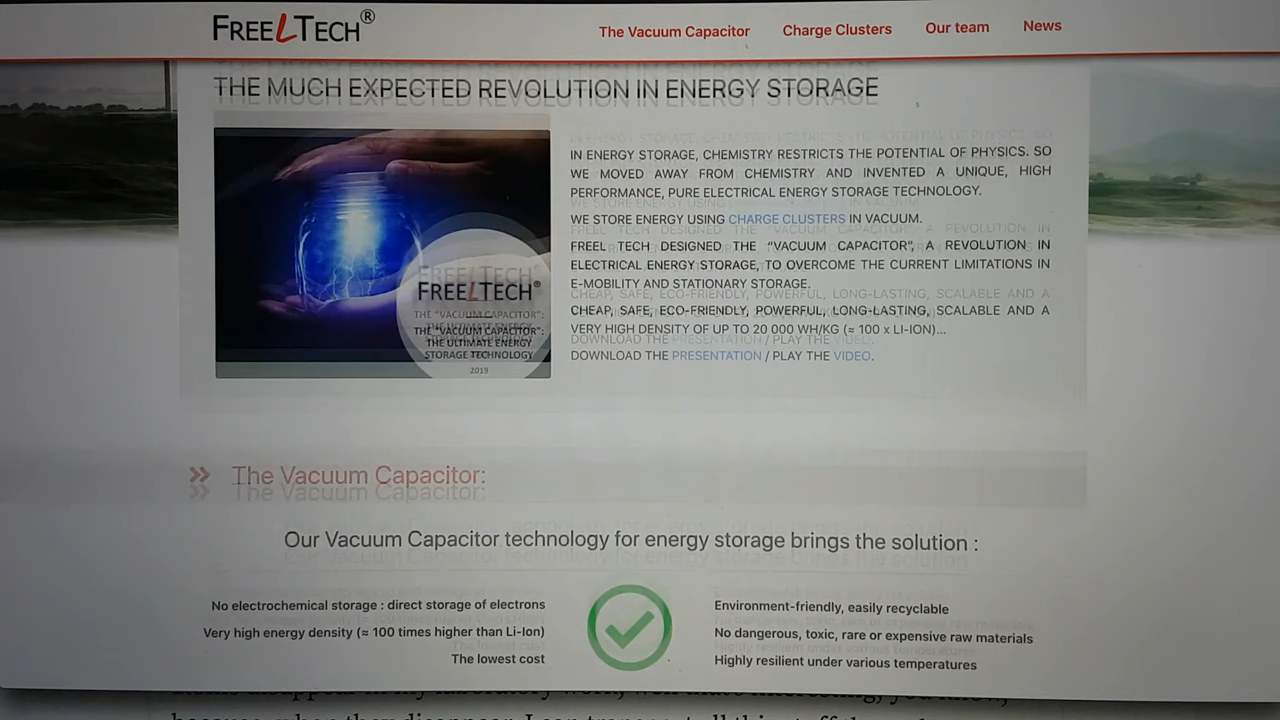 FREELTECH®
The Vacuum Capacitor
Charge Clusters
Our team
News
THE MUCH EXPECTED REVOLUTION IN ENERGY STORAGE
IN ENERGY STORAGE, CHEMISTRY RESTRICTS THE POTENTIAL OF PHYSICS. SO
WE MOVED AWAY FROM CHEMISTRY AND INVENTED A UNIQUE, HIGH
PERFORMANCE, PURE ELECTRICAL ENERGY STORAGE TECHNOLOGY.
WE STORE ENERGY USING CHARGE CLUSTERS IN VACUUM.
FREEL TECH DESIGNED THE “VACUUM CAPACITOR”, A REVOLUTION IN
ELECTRICAL ENERGY STORAGE, TO OVERCOME THE CURRENT LIMITATIONS IN
E-MOBILITY AND STATIONARY STORAGE.
CHEAP, SAFE, ECO-FRIENDLY, POWERFUL, LONG-LASTING, SCALABLE AND A
VERY HIGH DENSITY OF UP TO 20 000 WH/KG (≈ 100 x LI-ION)...
DOWNLOAD THE PRESENTATION / PLAY THE VIDEO.
FREELTECH®
THE “VACUUM CAPACITOR”:
THE ULTIMATE ENERGY
STORAGE TECHNOLOGY
2019
The Vacuum Capacitor:
Our Vacuum Capacitor technology for energy storage brings the solution :
No electrochemical storage : direct storage of electrons
Very high energy density (≈ 100 times higher than Li-Ion)
The lowest cost
Environment-friendly, easily recyclable
No dangerous, toxic, rare or expensive raw materials
Highly resilient under various temperatures